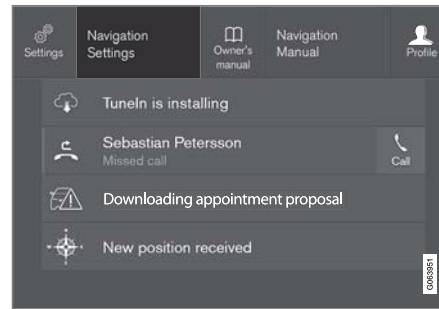 Settings
Navigation
Settings
Owner's
manual
Navigation
Manual
Profile
TuneIn is installing
Sebastian Petersson
Missed call
Call
Downloading appointment proposal
New position received
G063951